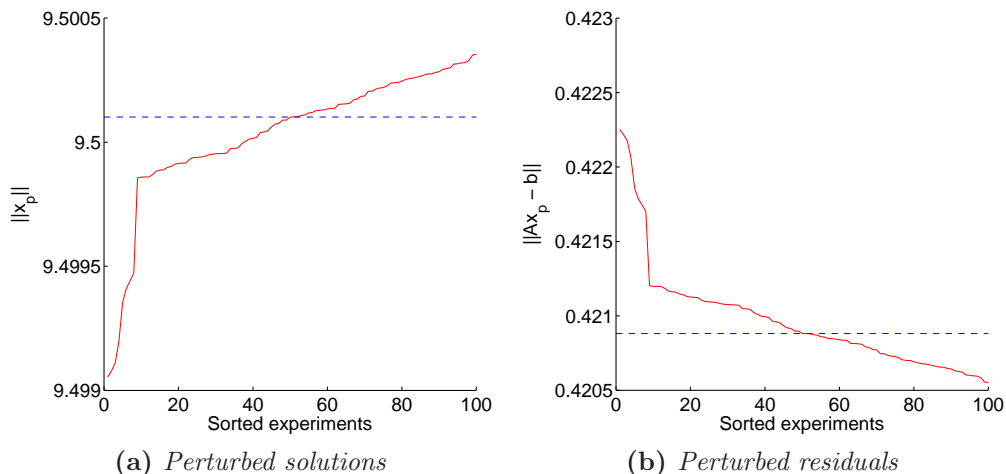 9.5005
9.5
9.4995
9.499
||x_p||
0 20 40 60 80 100
Sorted experiments
(a) Perturbed solutions
0.423
0.4225
0.422
0.4215
0.421
0.4205
||Ax_p − b||
0 20 40 60 80 100
Sorted experiments
(b) Perturbed residuals